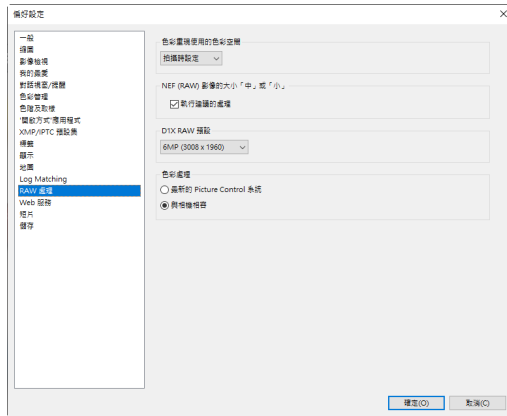 偏好設定
一般
縮圖
影像檢視
我的最愛
對話視窗/提醒
色彩管理
色階及取樣
'開啟方式'應用程式
XMP/IPTC 預設集
標籤
顯示
地圖
Log Matching
RAW 處理
Web 服務
短片
儲存
色彩重現使用的色彩空間
拍攝時設定
NEF (RAW) 影像的大小「中」或「小」
執行建議的處理
D1X RAW 預設
6MP (3008 x 1960)
色彩處理
最新的 Picture Control 系統
與相機相容
確定(O)
取消(C)